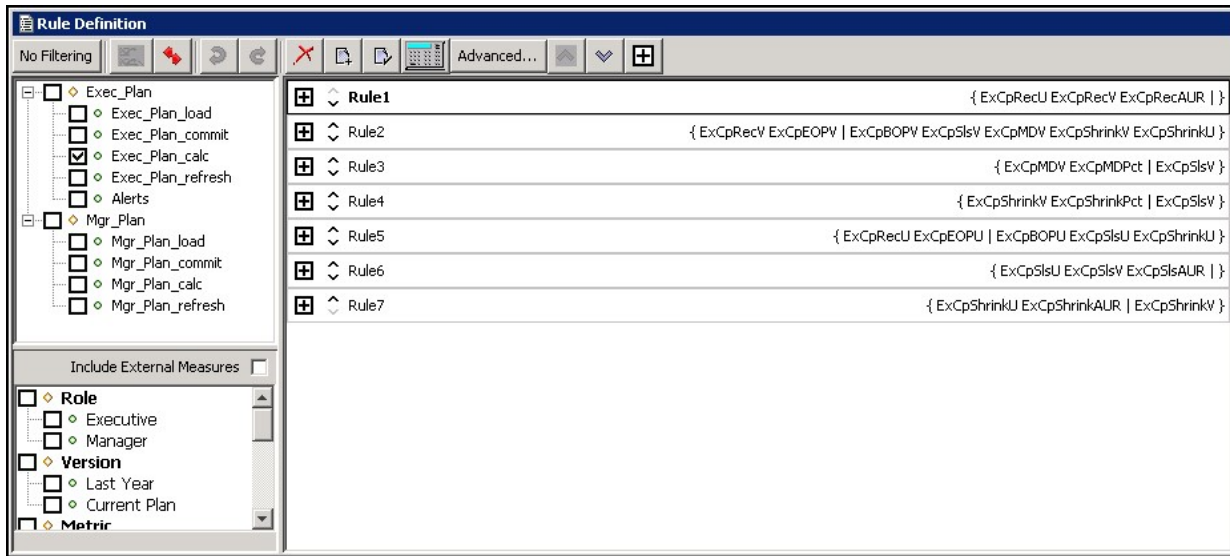 Rule Definition
No Filtering
Advanced...
Exec_Plan
Exec_Plan_load
Exec_Plan_commit
Exec_Plan_calc
Exec_Plan_refresh
Alerts
Mgr_Plan
Mgr_Plan_load
Mgr_Plan_commit
Mgr_Plan_calc
Mgr_Plan_refresh
Include External Measures
Role
Executive
Manager
Version
Last Year
Current Plan
Metric
Rule1 { ExCpRecU ExCpRecV ExCpRecAUR | }
Rule2 { ExCpRecV ExCpEOPV | ExCpBOPV ExCpSlsV ExCpMDV ExCpShrinkV ExCpShrinkU }
Rule3 { ExCpMDV ExCpMDPct | ExCpSlsV }
Rule4 { ExCpShrinkV ExCpShrinkPct | ExCpSlsV }
Rule5 { ExCpRecU ExCpEOPU | ExCpBOPU ExCpSlsU ExCpShrinkU }
Rule6 { ExCpSlsU ExCpSlsV ExCpSlsAUR | }
Rule7 { ExCpShrinkU ExCpShrinkAUR | ExCpShrinkV }